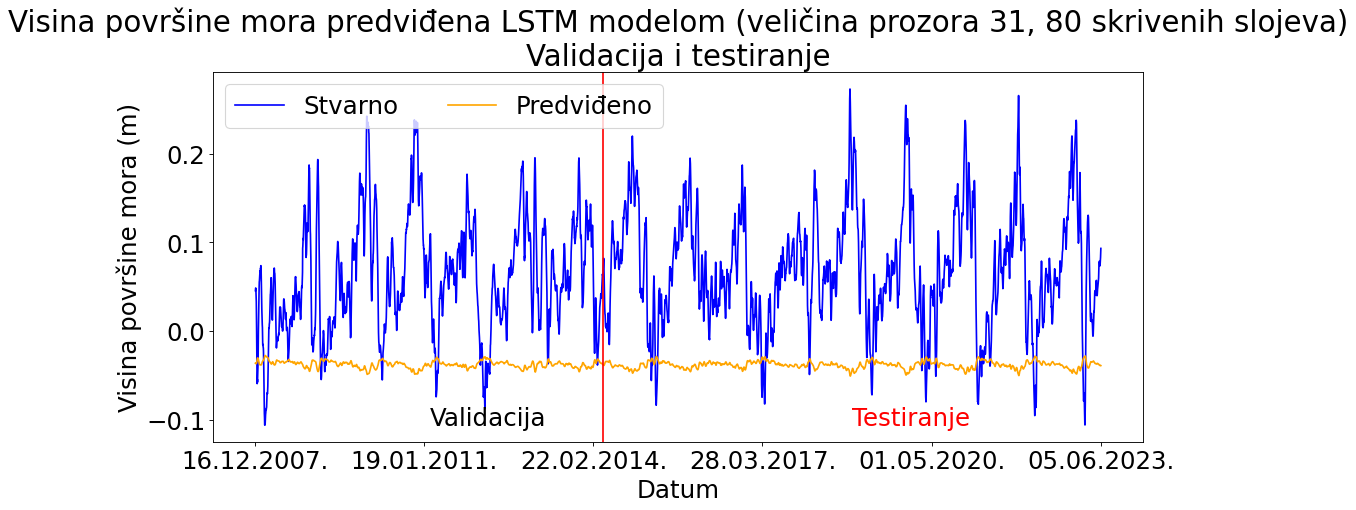 Visina površine mora predviđena LSTM modelom (veličina prozora 31, 80 skrivenih slojeva)
Validacija i testiranje
Stvarno Predviđeno
Visina površine mora (m)
0.2
0.1
0.0
−0.1
Validacija Testiranje
16.12.2007. 19.01.2011. 22.02.2014. 28.03.2017. 01.05.2020. 05.06.2023.
Datum